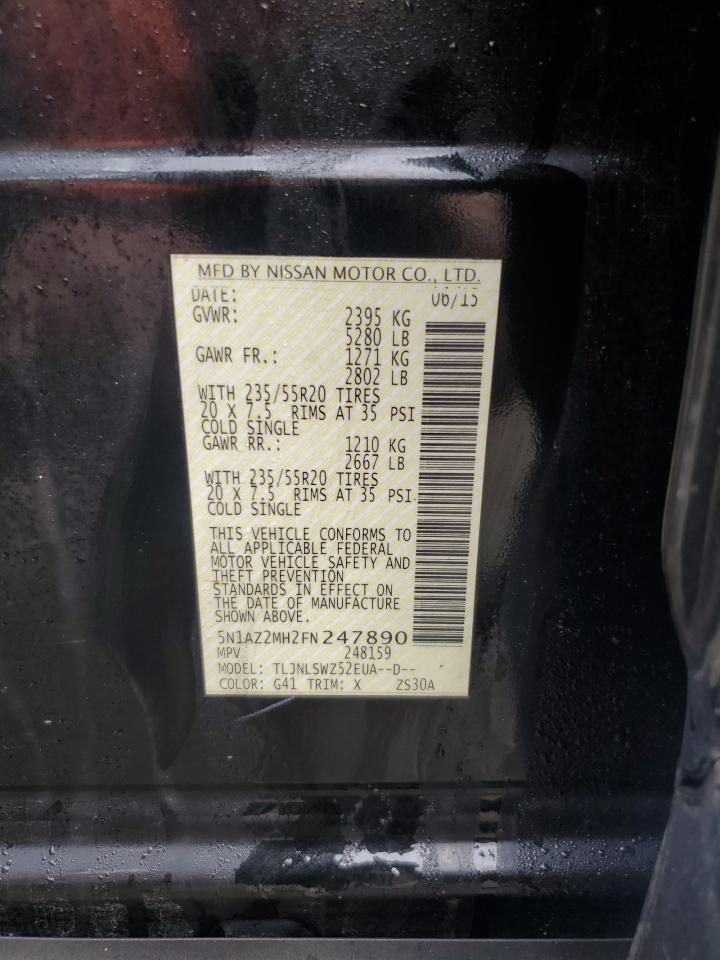 MFD BY NISSAN MOTOR CO., LTD.
DATE: 06/15
GVWR: 2395 KG
5280 LB
GAWR FR.: 1271 KG
2802 LB
WITH 235/55R20 TIRES
20 X 7.5 RIMS AT 35 PSI
COLD SINGLE
GAWR RR.: 1210 KG
2667 LB
WITH 235/55R20 TIRES
20 X 7.5 RIMS AT 35 PSI
COLD SINGLE
THIS VEHICLE CONFORMS TO
ALL APPLICABLE FEDERAL
MOTOR VEHICLE SAFETY AND
THEFT PREVENTION
STANDARDS IN EFFECT ON
THE DATE OF MANUFACTURE
SHOWN ABOVE.
5N1AZ2MH2FN247890
MPV 248159
MODEL: TLJNLSWZ52EUA--D--
COLOR: G41 TRIM: X ZS30A